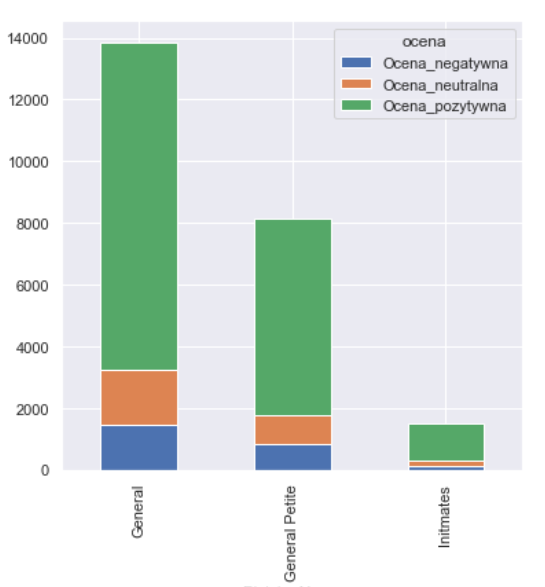 14000
12000
10000
8000
6000
4000
2000
0
ocena
Ocena_negatywna
Ocena_neutralna
Ocena_pozytywna
General
General Petite
Initmates